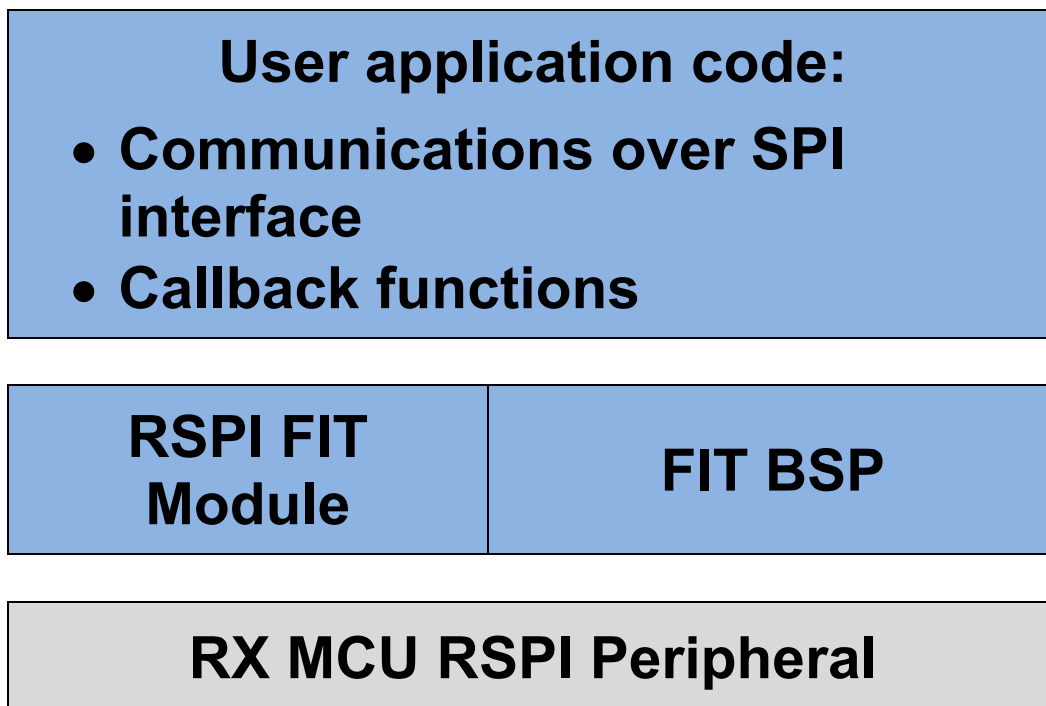 User application code:
• Communications over SPI
interface
• Callback functions
RSPI FIT
Module
FIT BSP
RX MCU RSPI Peripheral